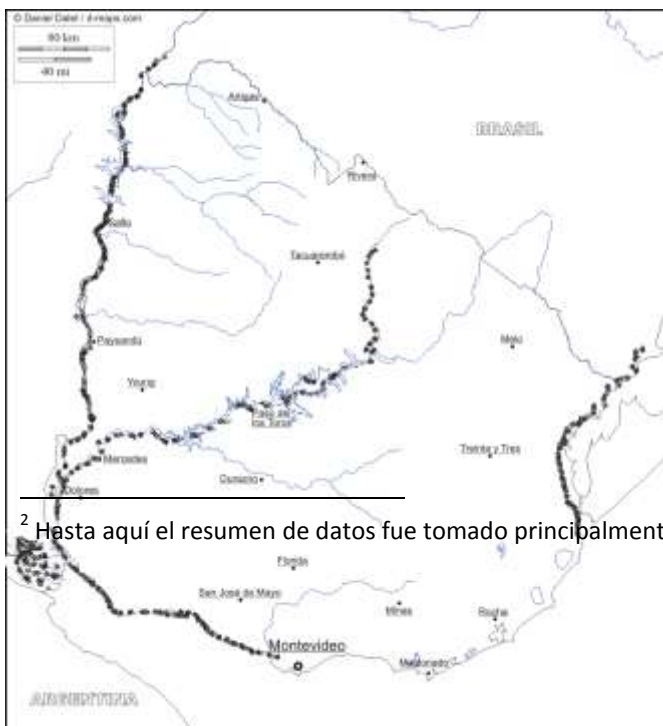 © Daniel Dalet / d-maps.com
80 km
40 mi
Artigas
BRASIL
Rivera
Salto
Tacuarembó
Paysandú
Melo
Young
Paso de
los Toros
Mercedes
Treinta y Tres
Durazno
Dolores
2 Hasta aquí el resumen de datos fue tomado principalment
Florida
San José de Mayo
Minas
Rocha
Montevideo
Maldonado
ARGENTINA